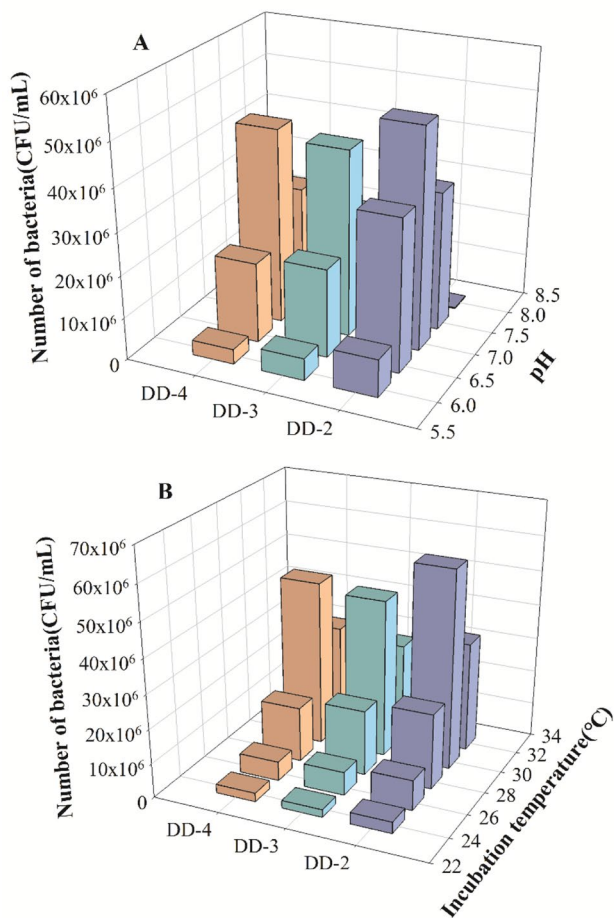 A
Number of bacteria(CFU/mL)
60x10⁶
50x10⁶
40x10⁶
30x10⁶
20x10⁶
10x10⁶
0
DD-4
DD-3
DD-2
5.5
6.0
6.5
7.0
7.5
8.0
8.5
pH
B
Number of bacteria(CFU/mL)
70x10⁶
60x10⁶
50x10⁶
40x10⁶
30x10⁶
20x10⁶
10x10⁶
0
DD-4
DD-3
DD-2
22
24
26
28
30
32
34
Incubation temperature(°C)